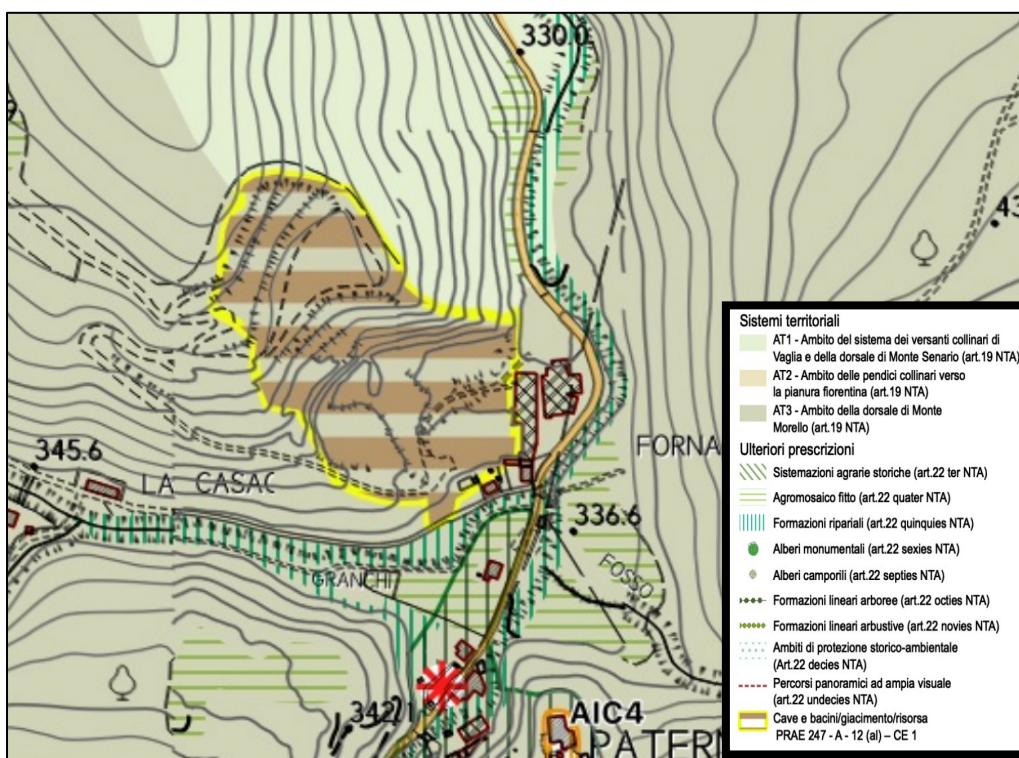 330.0
43
345.6
LA CASAC
FORNA
336.6
FOSSO
GRANCHI
342.1
AIC4
PATERN
Sistemi territoriali
AT1 - Ambito del sistema dei versanti collinari di
Vaglia e della dorsale di Monte Senario (art.19 NTA)
AT2 - Ambito delle pendici collinari verso
la pianura fiorentina (art.19 NTA)
AT3 - Ambito della dorsale di Monte
Morello (art.19 NTA)
Ulteriori prescrizioni
Sistemazioni agrarie storiche (art.22 ter NTA)
Agromosaico fitto (art.22 quater NTA)
Formazioni ripariali (art.22 quinquies NTA)
Alberi monumentali (art.22 sexies NTA)
Alberi camporili (art.22 septies NTA)
Formazioni lineari arboree (art.22 octies NTA)
Formazioni lineari arbustive (art.22 novies NTA)
Ambiti di protezione storico-ambientale
(Art.22 decies NTA)
Percorsi panoramici ad ampia visuale
(art.22 undecies NTA)
Cave e bacini/giacimento/risorsa
PRAE 247 - A - 12 (al) – CE 1